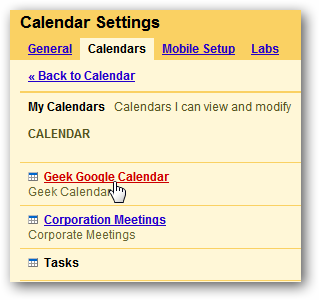 Calendar Settings
General Calendars Mobile Setup Labs
« Back to Calendar
My Calendars Calendars I can view and modify
CALENDAR
Geek Google Calendar
Geek Calendar
Corporation Meetings
Corporate Meetings
Tasks